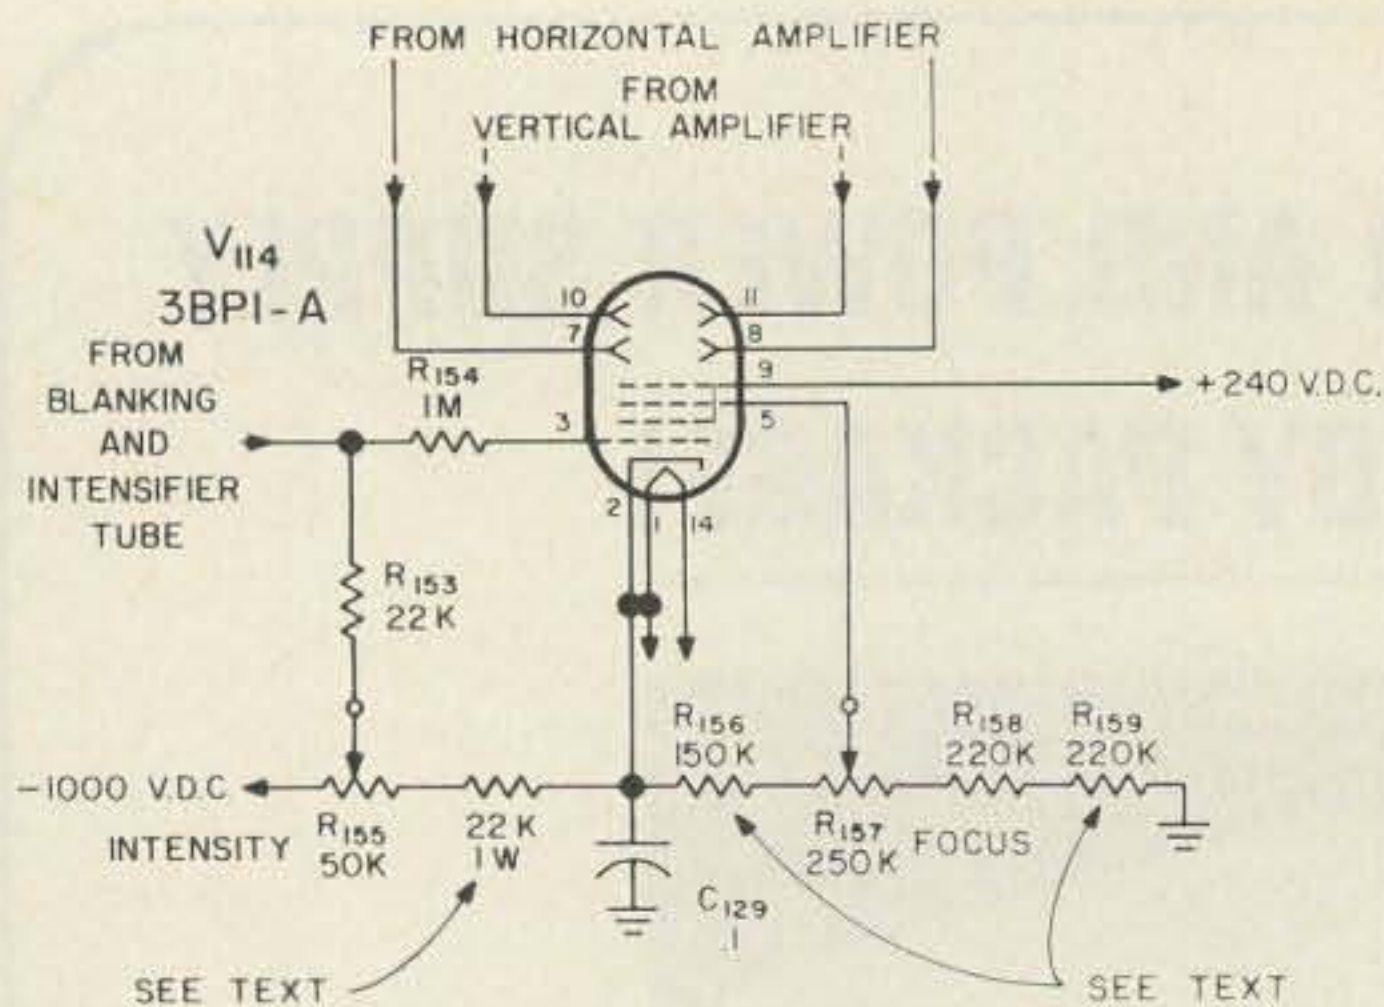 FROM HORIZONTAL AMPLIFIER
FROM
VERTICAL AMPLIFIER
V114
3BP1-A
FROM
BLANKING
AND
INTENSIFIER
TUBE
R154
1M
10
7
3
2
1
14
11
8
9
5
+240 V.D.C.
R153
22K
-1000 V.D.C
INTENSITY
R155
50K
22K
1W
R156
150K
R157
250K
FOCUS
R158
220K
R159
220K
C129
.1
SEE TEXT
SEE TEXT